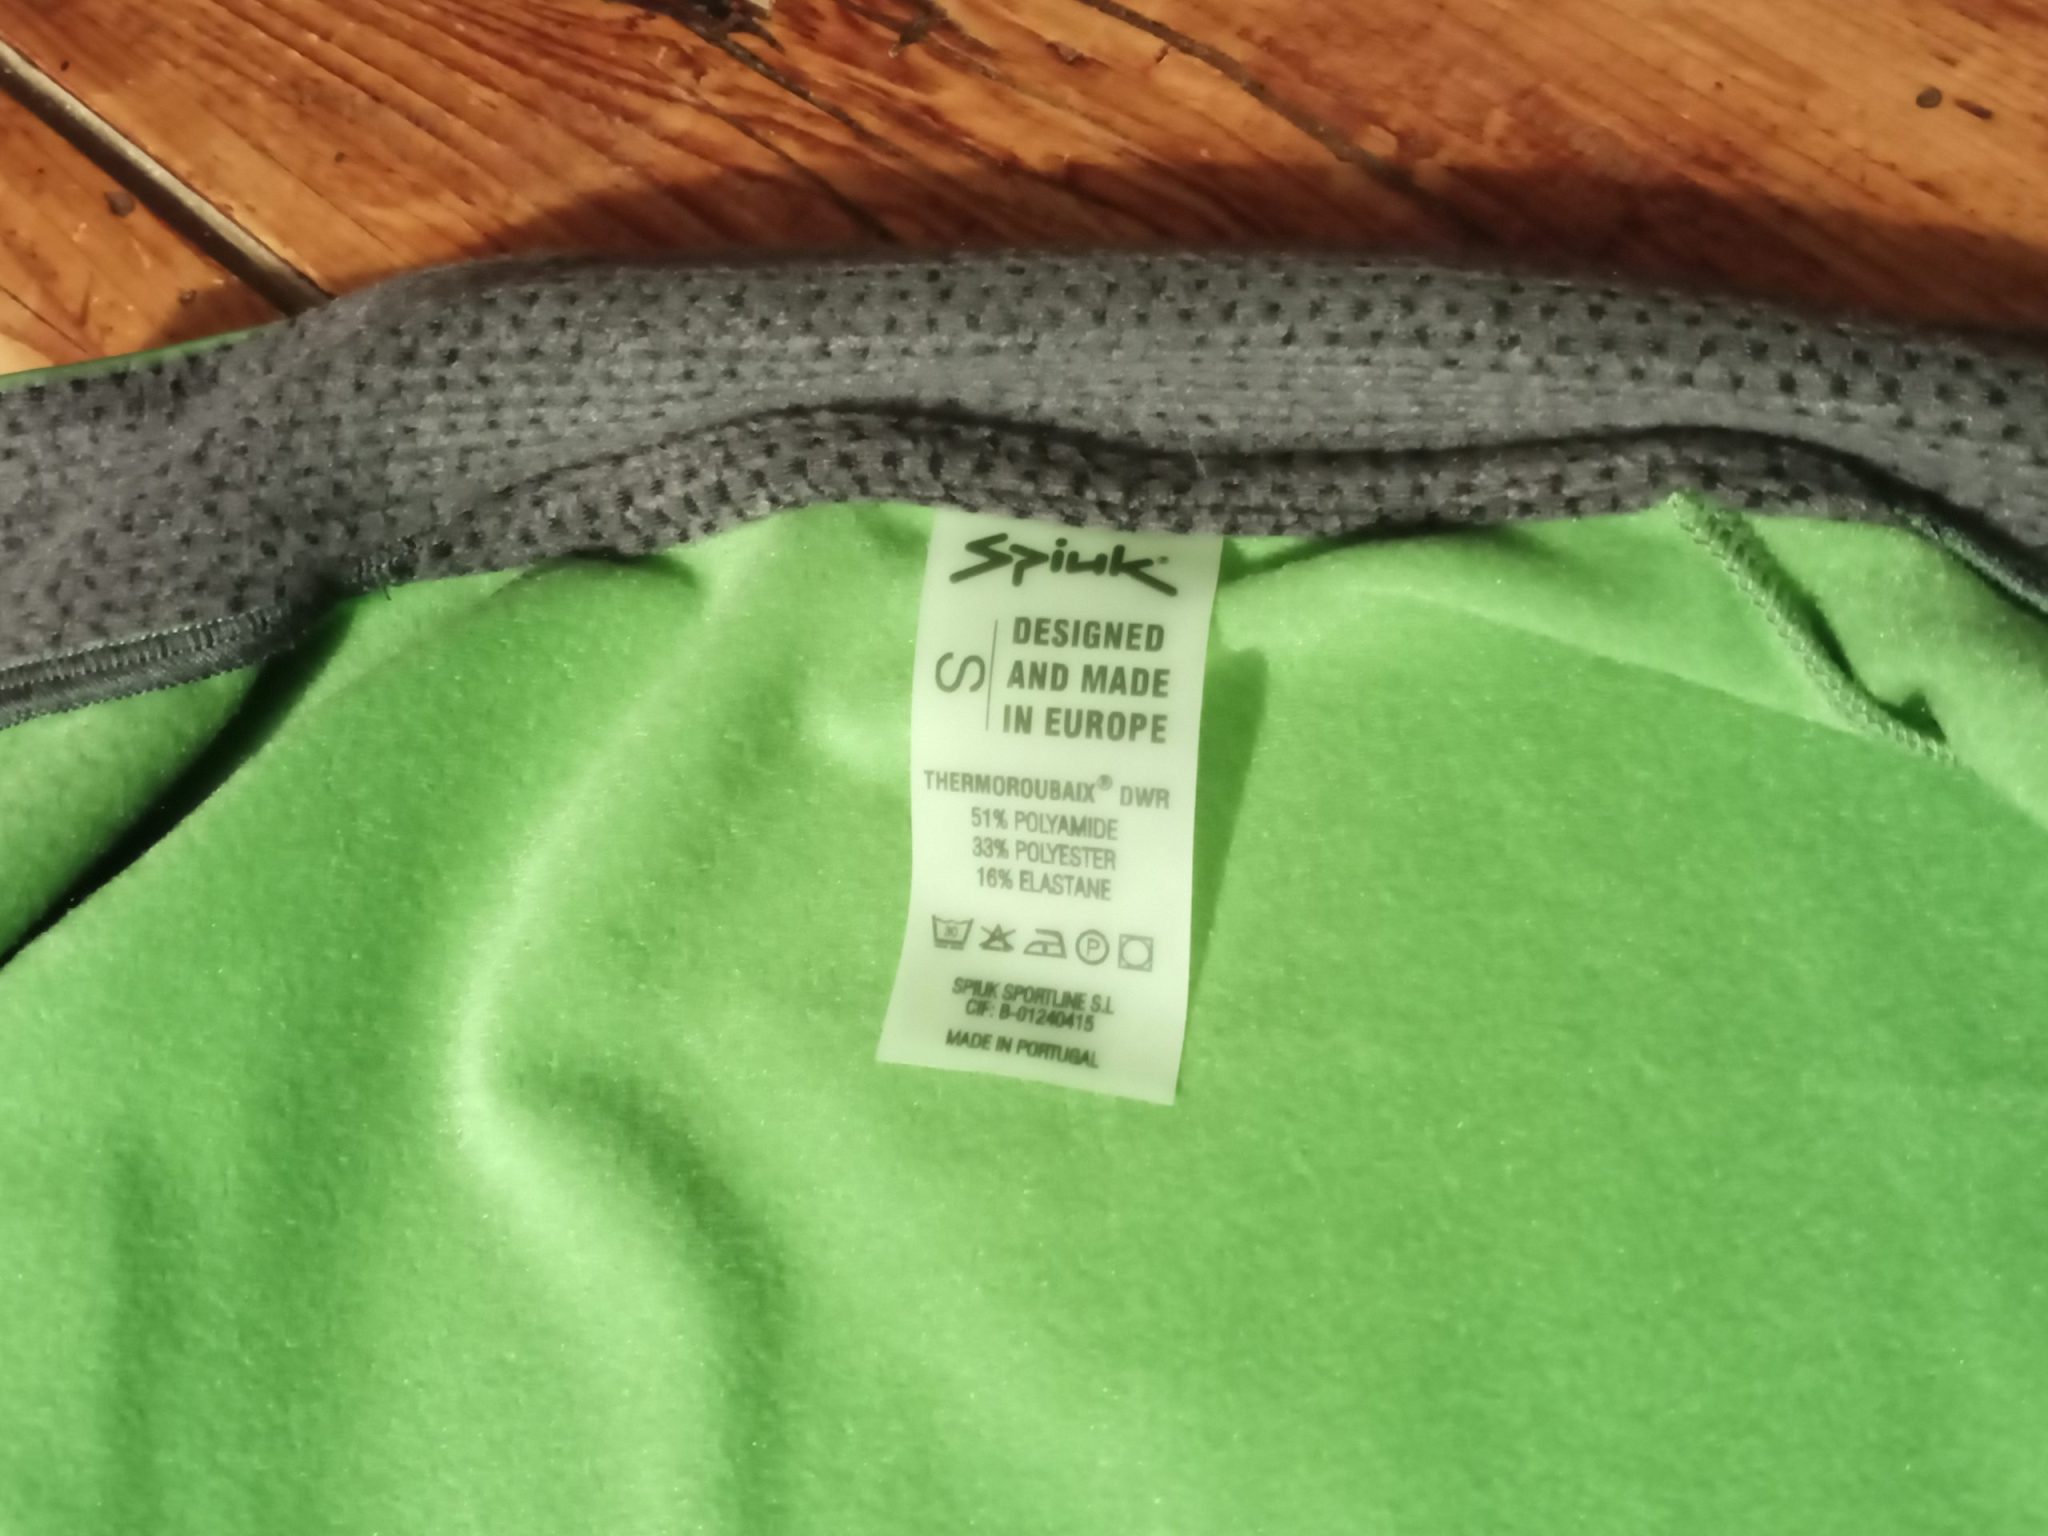 Spiuk
S
DESIGNED
AND MADE
IN EUROPE
THERMOROUBAIX® DWR
51% POLYAMIDE
33% POLYESTER
16% ELASTANE
30
P
SPIUK SPORTLINE S.L
CIF: B-01240415
MADE IN PORTUGAL